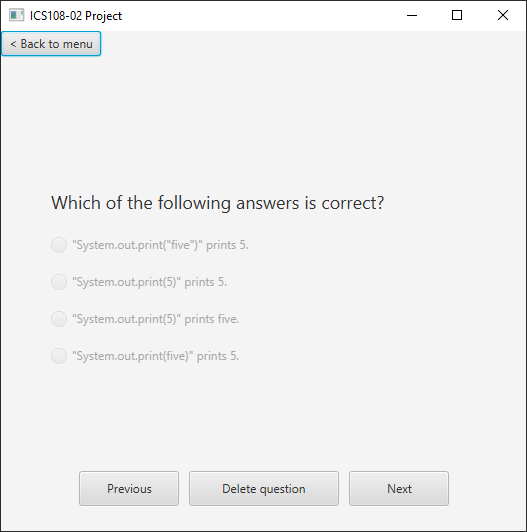 ICS108-02 Project
< Back to menu
Which of the following answers is correct?
"System.out.print("five")" prints 5.
"System.out.print(5)" prints 5.
"System.out.print(5)" prints five.
"System.out.print(five)" prints 5.
Previous
Delete question
Next